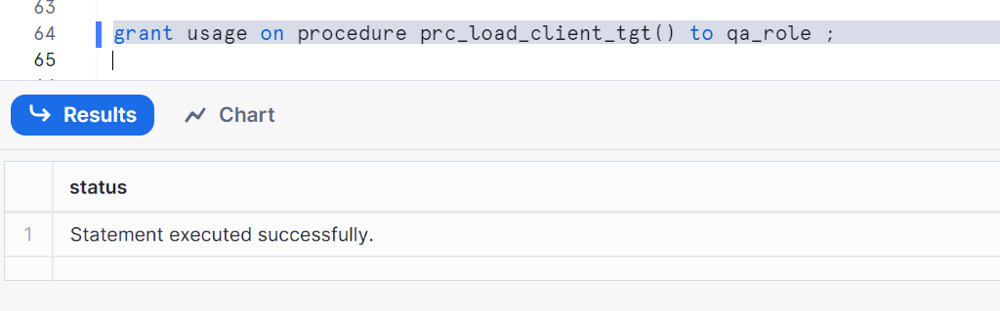 63
64 grant usage on procedure prc_load_client_tgt() to qa_role ;
65
Results Chart
status
1 Statement executed successfully.